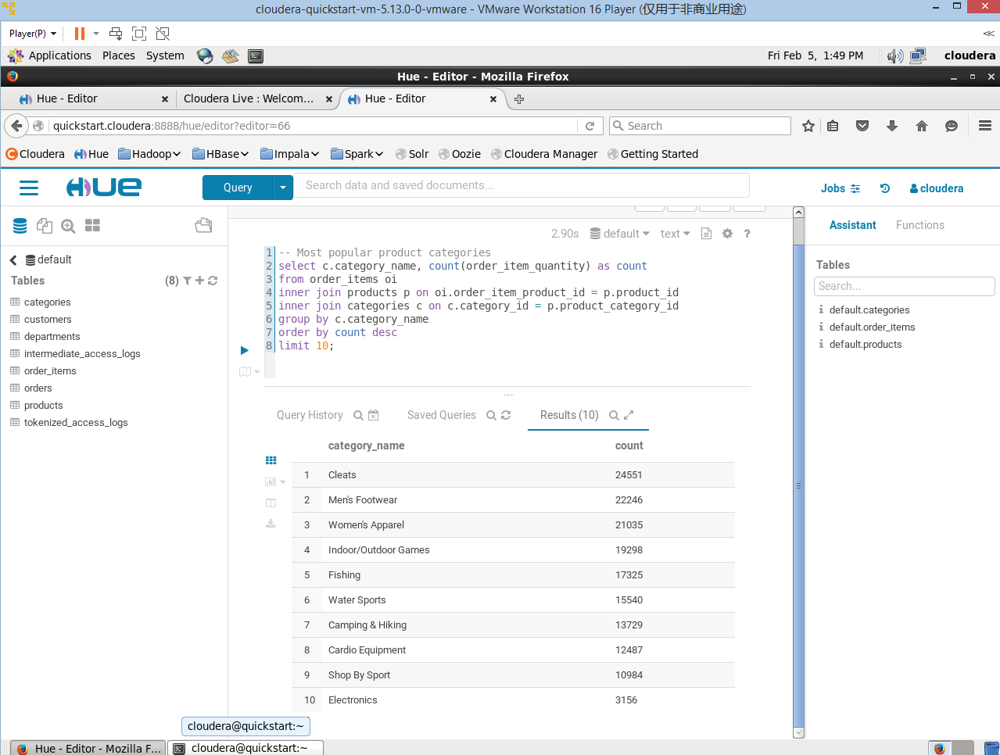 cloudera-quickstart-vm-5.13.0-0-vmware - VMware Workstation 16 Player (仅用于非商业用途)
Player(P)
Applications Places System Fri Feb 5, 1:49 PM cloudera
Hue - Editor - Mozilla Firefox
Hue - Editor Cloudera Live : Welcom... Hue - Editor
quickstart.cloudera:8888/hue/editor?editor=66 Search
Cloudera Hue Hadoop HBase Impala Spark Solr Oozie Cloudera Manager Getting Started
HUE Query Search data and saved documents... Jobs cloudera
Assistant Functions
2.90s default text ?
default
Tables (8)
categories
customers
departments
intermediate_access_logs
order_items
orders
products
tokenized_access_logs
1 -- Most popular product categories
2 select c.category_name, count(order_item_quantity) as count
3 from order_items oi
4 inner join products p on oi.order_item_product_id = p.product_id
5 inner join categories c on c.category_id = p.product_category_id
6 group by c.category_name
7 order by count desc
8 limit 10;
Tables
Search...
default.categories
default.order_items
default.products
Query History Saved Queries Results (10)
category_name count
1 Cleats 24551
2 Men's Footwear 22246
3 Women's Apparel 21035
4 Indoor/Outdoor Games 19298
5 Fishing 17325
6 Water Sports 15540
7 Camping & Hiking 13729
8 Cardio Equipment 12487
9 Shop By Sport 10984
10 Electronics 3156
cloudera@quickstart:~
Hue - Editor - Mozilla F... cloudera@quickstart:~